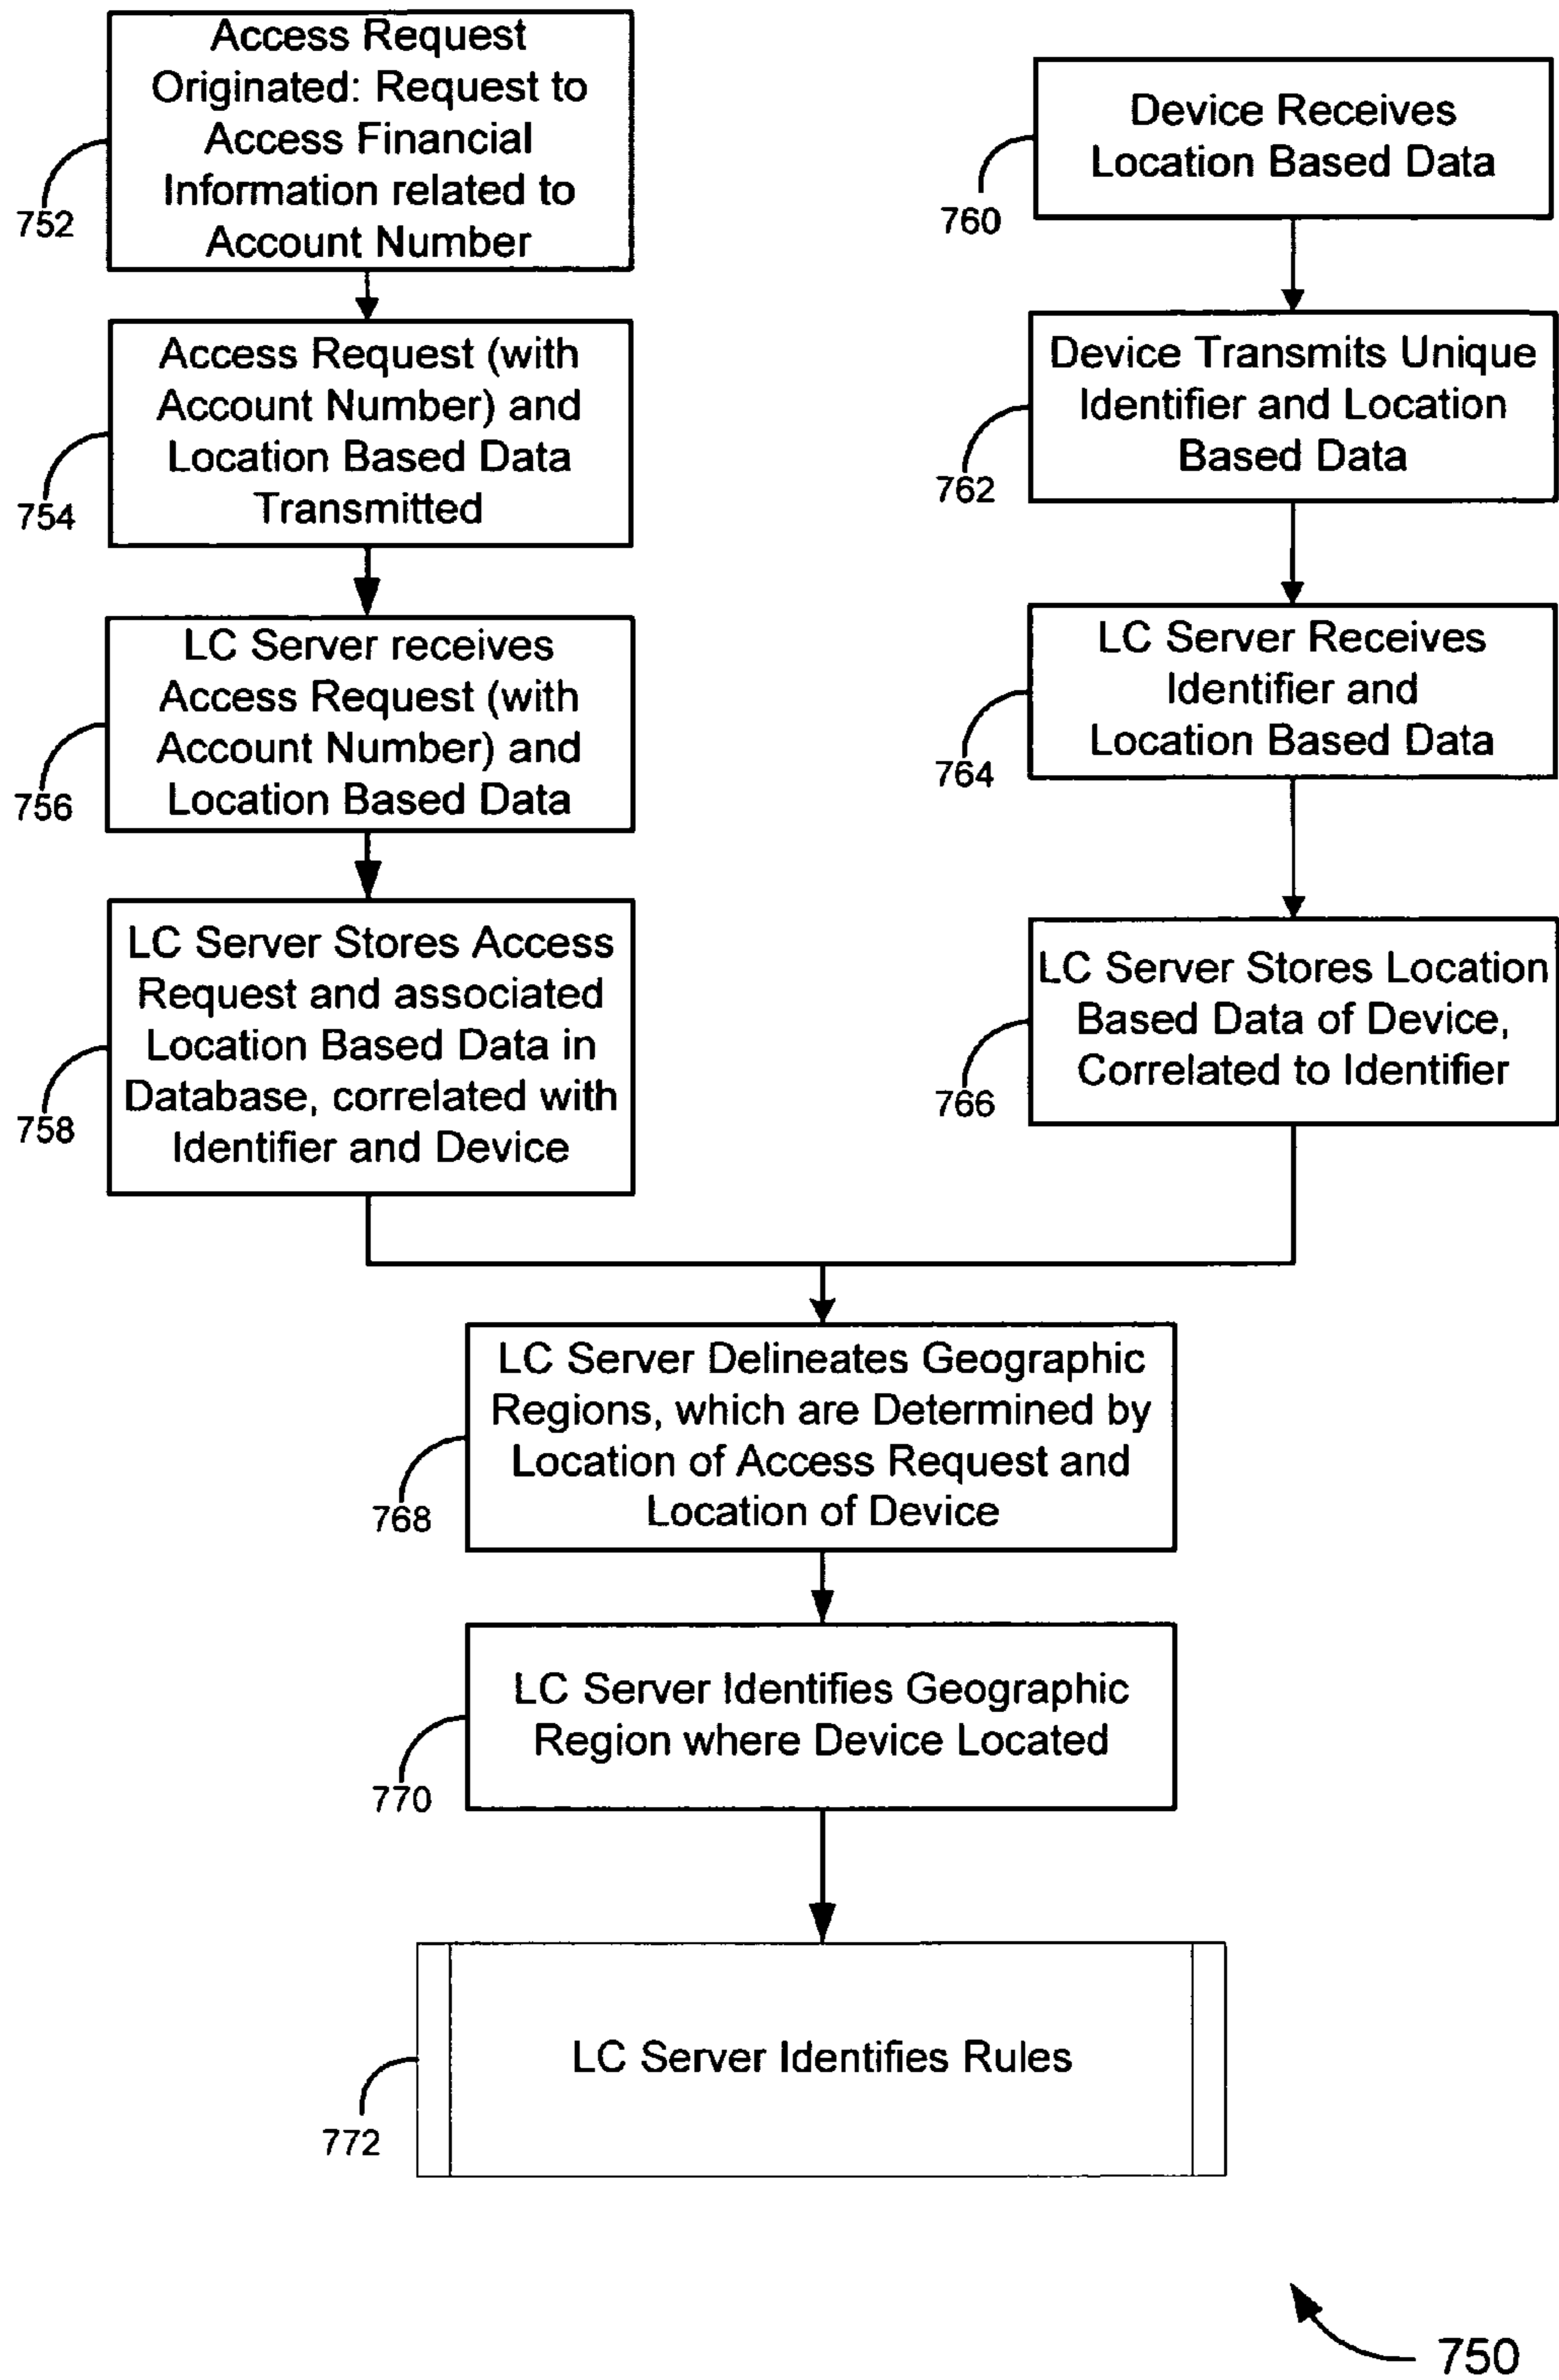 Access Request
Originated: Request to
Access Financial
Information related to
Account Number
752
Access Request (with
Account Number) and
Location Based Data
Transmitted
754
LC Server receives
Access Request (with
Account Number) and
Location Based Data
756
LC Server Stores Access
Request and associated
Location Based Data in
Database, correlated with
Identifier and Device
758
Device Receives
Location Based Data
760
Device Transmits Unique
Identifier and Location
Based Data
762
LC Server Receives
Identifier and
Location Based Data
764
LC Server Stores Location
Based Data of Device,
Correlated to Identifier
766
LC Server Delineates Geographic
Regions, which are Determined by
Location of Access Request and
Location of Device
768
LC Server Identifies Geographic
Region where Device Located
770
LC Server Identifies Rules
772
750